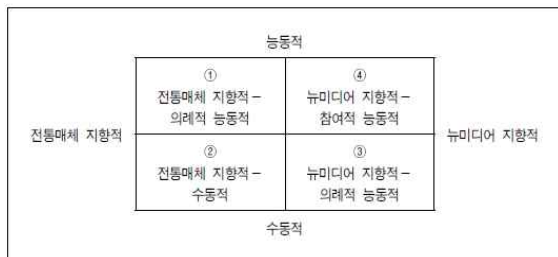 능동적
①
전통매체 지향적 –
의례적 능동적
④
뉴미디어 지향적 –
참여적 능동적
전통매체 지향적
뉴미디어 지향적
②
전통매체 지향적 –
수동적
③
뉴미디어 지향적 –
의례적 능동적
수동적